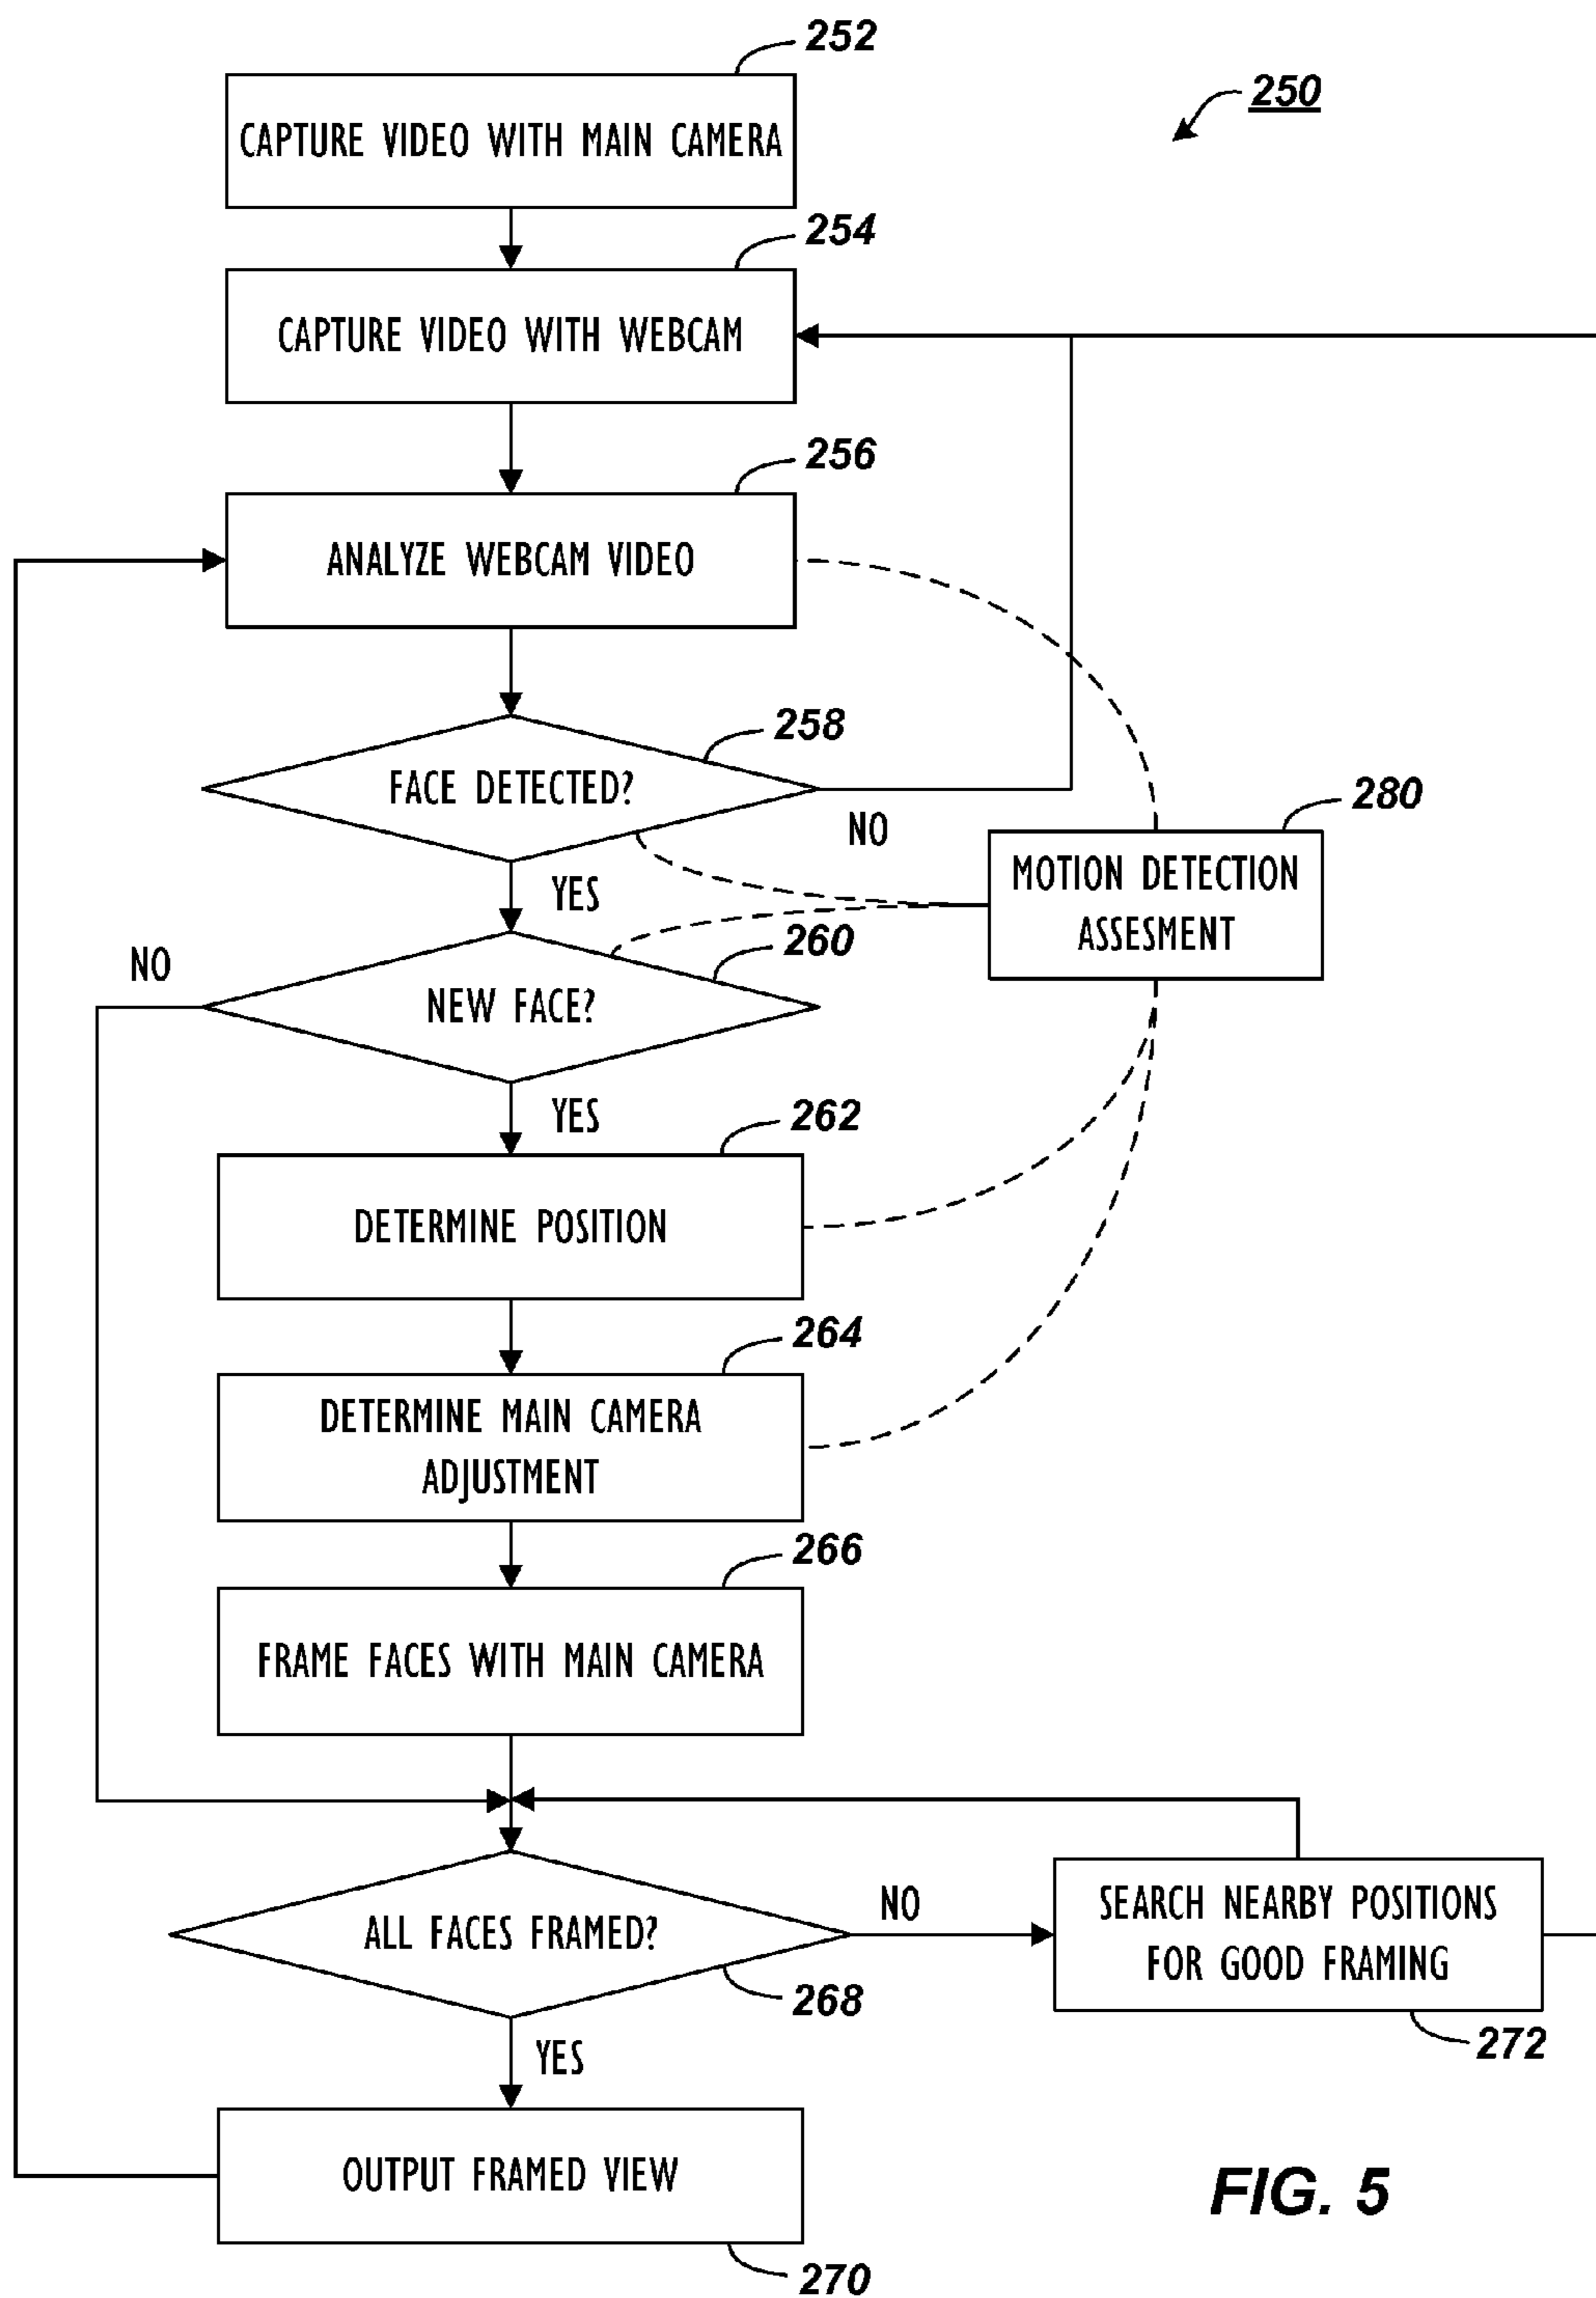 252
250
CAPTURE VIDEO WITH MAIN CAMERA
254
CAPTURE VIDEO WITH WEBCAM
256
ANALYZE WEBCAM VIDEO
258
FACE DETECTED?
280
NO
MOTION DETECTION
ASSESMENT
YES
260
NO
NEW FACE?
YES
262
DETERMINE POSITION
264
DETERMINE MAIN CAMERA
ADJUSTMENT
266
FRAME FACES WITH MAIN CAMERA
ALL FACES FRAMED?
NO
SEARCH NEARBY POSITIONS
FOR GOOD FRAMING
268
272
YES
OUTPUT FRAMED VIEW
270
FIG. 5